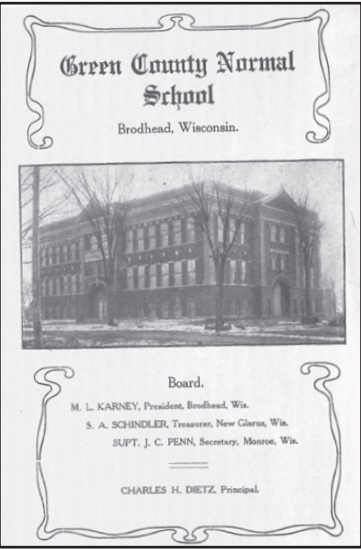 Green County Normal
School
Brodhead, Wisconsin.
Board.
M. L. KARNEY, President, Brodhead, Wis.
S. A. SCHINDLER, Treasurer, New Glarus, Wis.
SUPT. J. C. PENN, Secretary, Monroe, Wis.
CHARLES H. DIETZ, Principal.